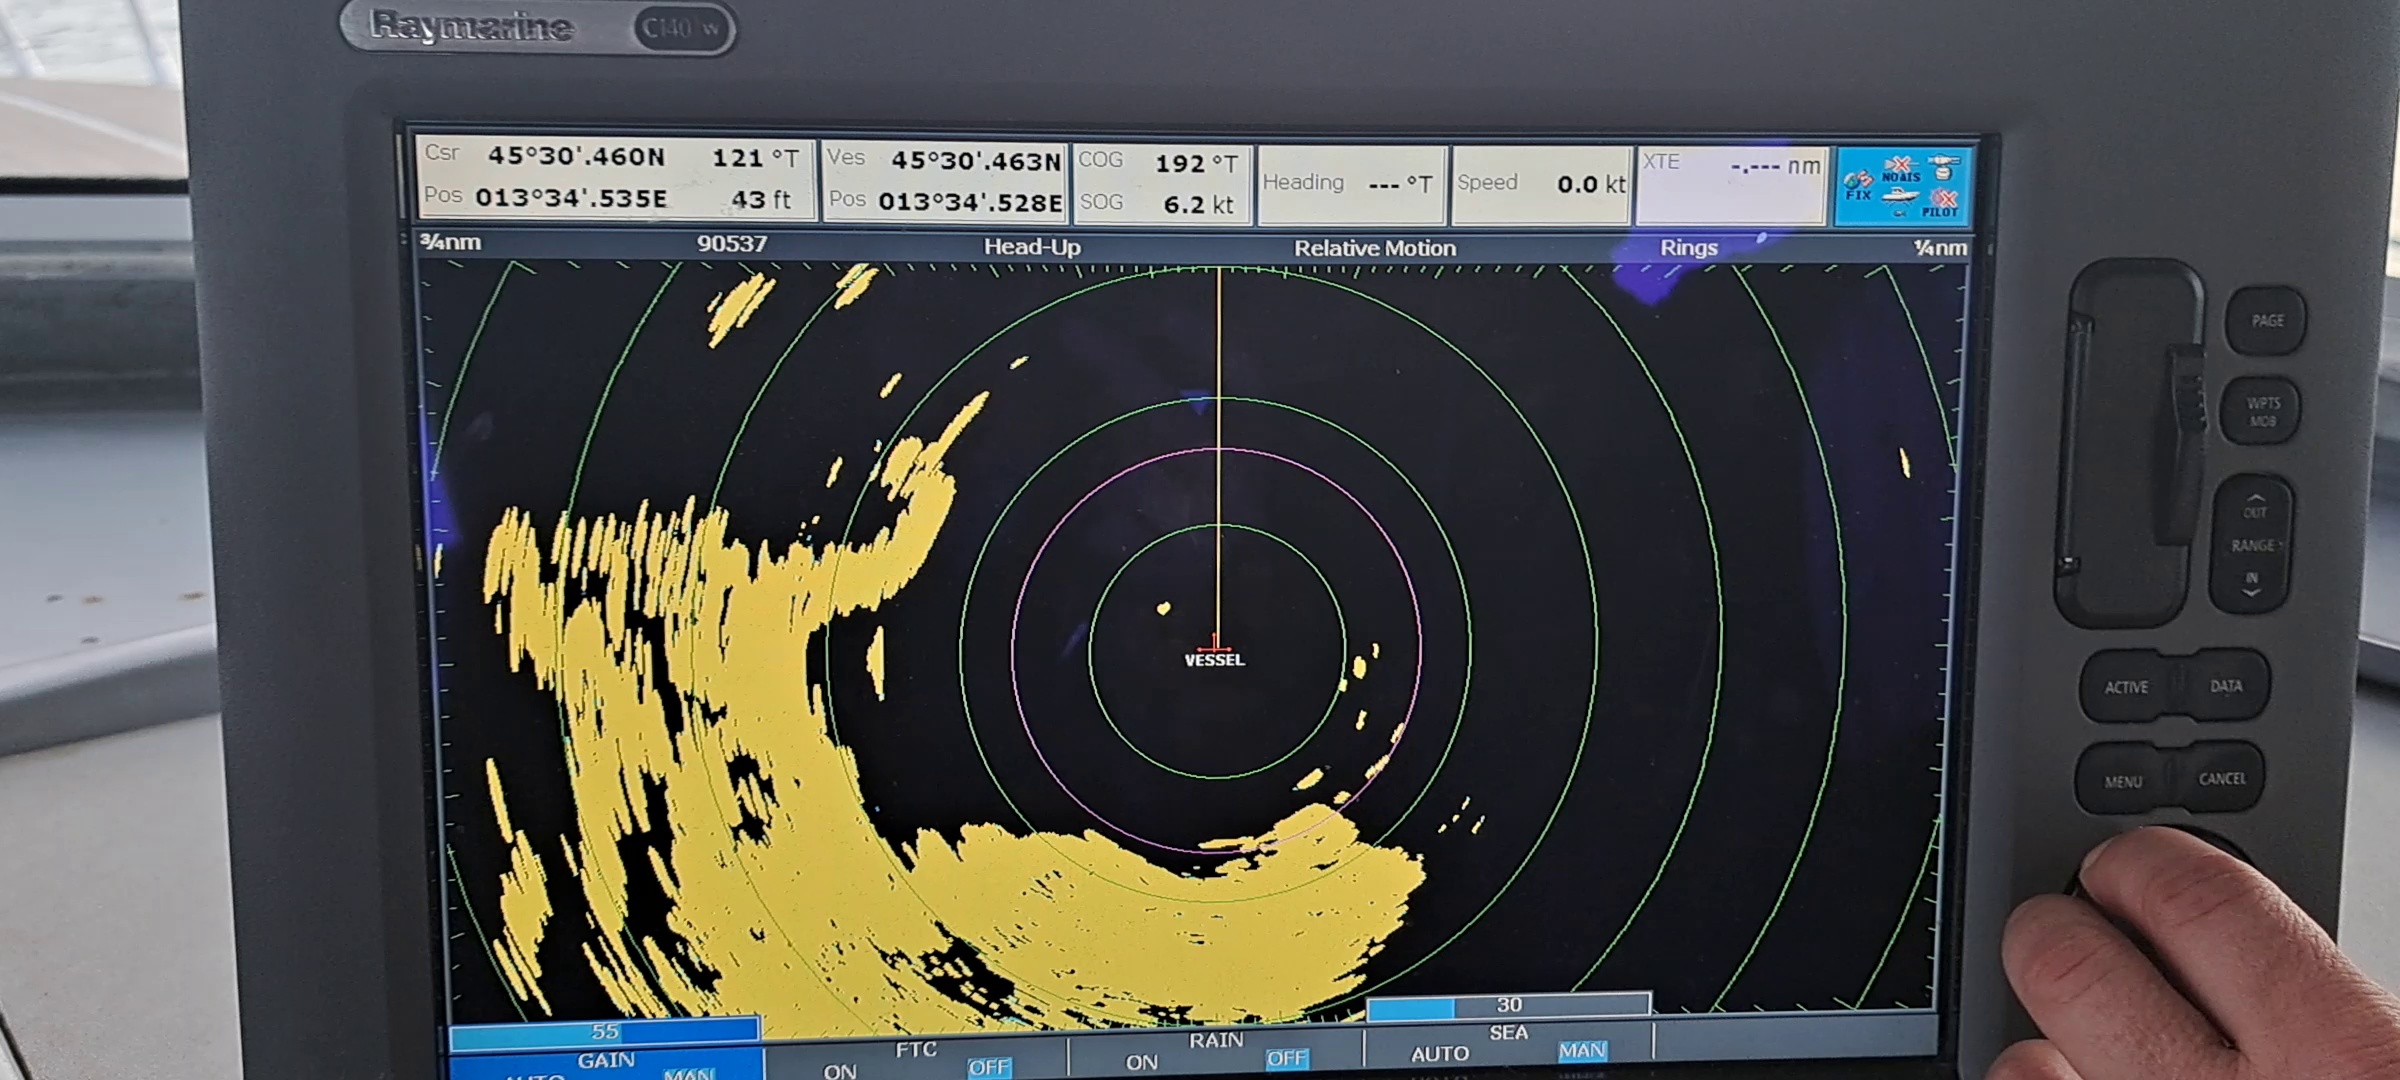 Raymarine C140 w
Csr 45°30'.460N 121 °T
Pos 013°34'.535E 43 ft
Ves 45°30'.463N
Pos 013°34'.528E
COG 192 °T
SOG 6.2 kt
Heading --- °T
Speed 0.0 kt
XTE -.--- nm
FIX
NOAIS
PILOT
¾nm 90537 Head-Up Relative Motion Rings ¼nm
PAGE
WPTS
MOB
OUT
RANGE
IN
VESSEL
ACTIVE DATA
MENU CANCEL
55
GAIN
AUTO MAN
FTC
ON OFF
RAIN
ON OFF
30
SEA
AUTO MAN